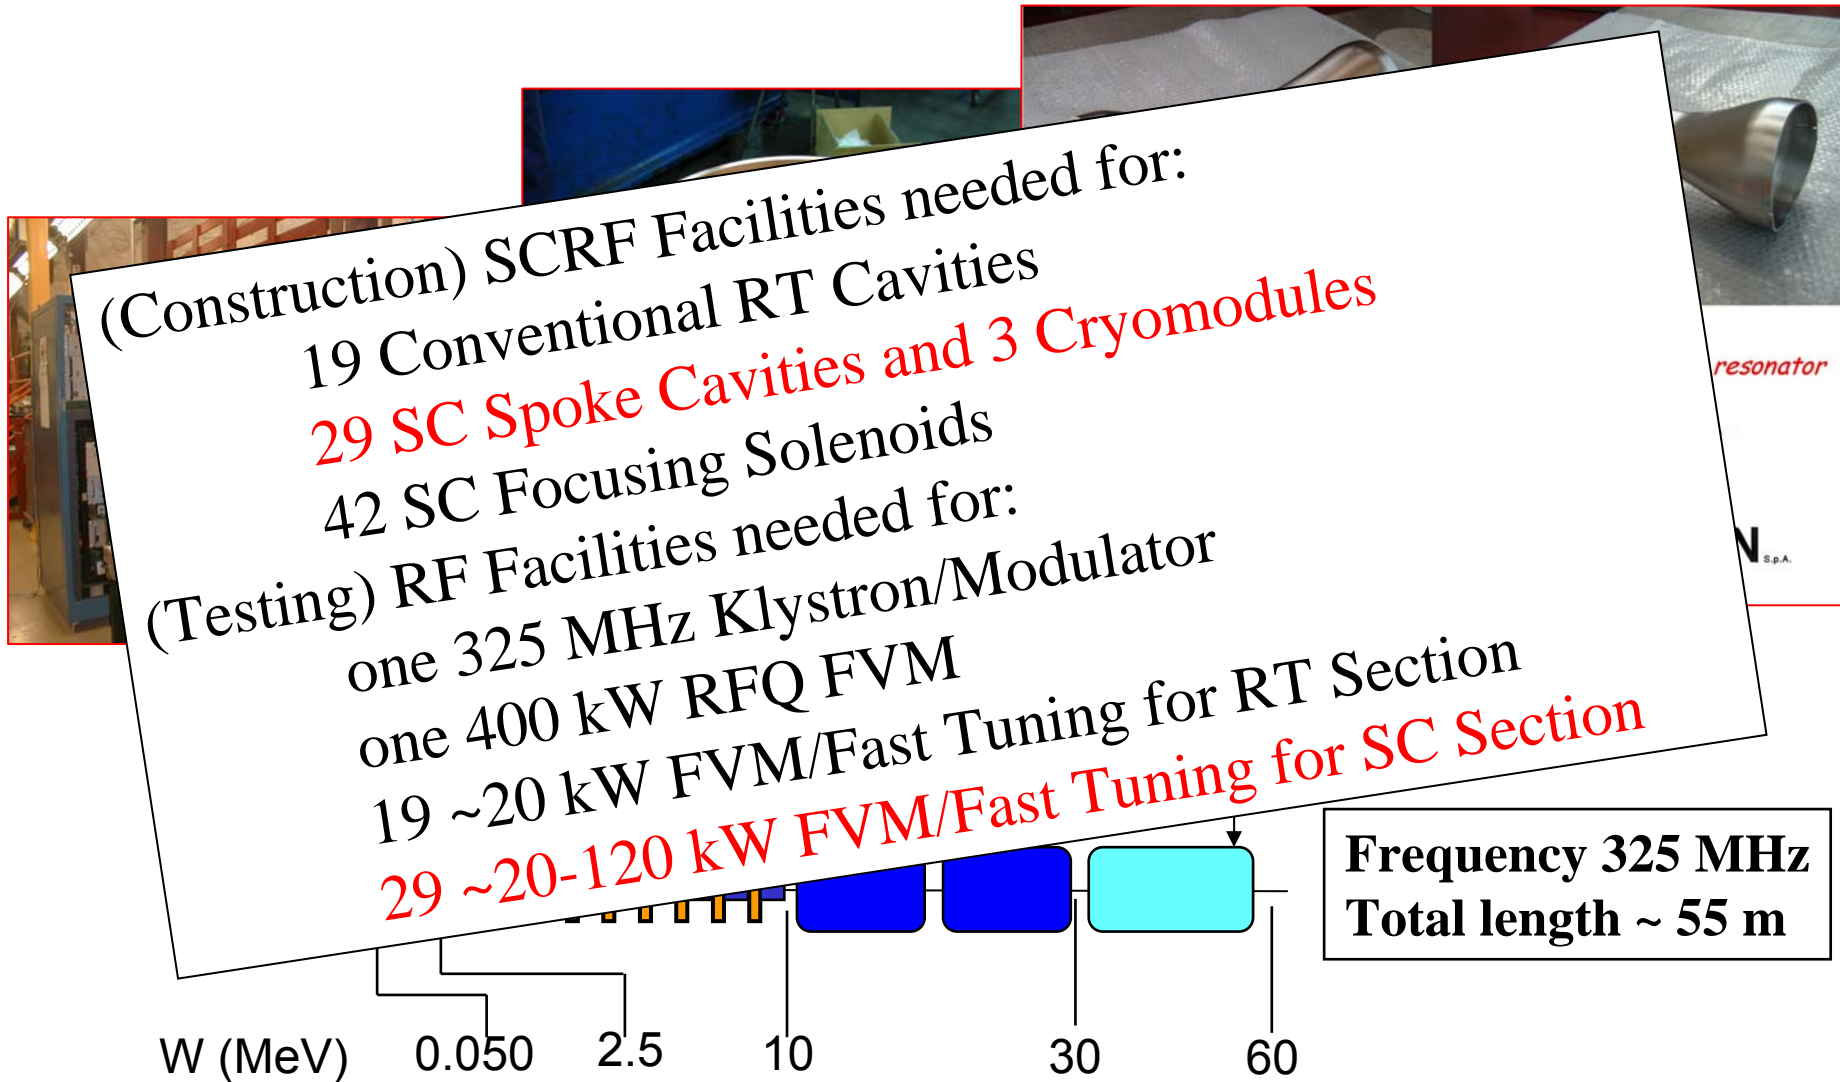 (Construction) SCRF Facilities needed for:
19 Conventional RT Cavities
29 SC Spoke Cavities and 3 Cryomodules
42 SC Focusing Solenoids
(Testing) RF Facilities needed for:
one 325 MHz Klystron/Modulator
one 400 kW RFQ FVM
19 ~20 kW FVM/Fast Tuning for RT Section
29 ~20-120 kW FVM/Fast Tuning for SC Section
resonator
N S.p.A.
Frequency 325 MHz
Total length ~ 55 m
W (MeV) 0.050 2.5 10 30 60